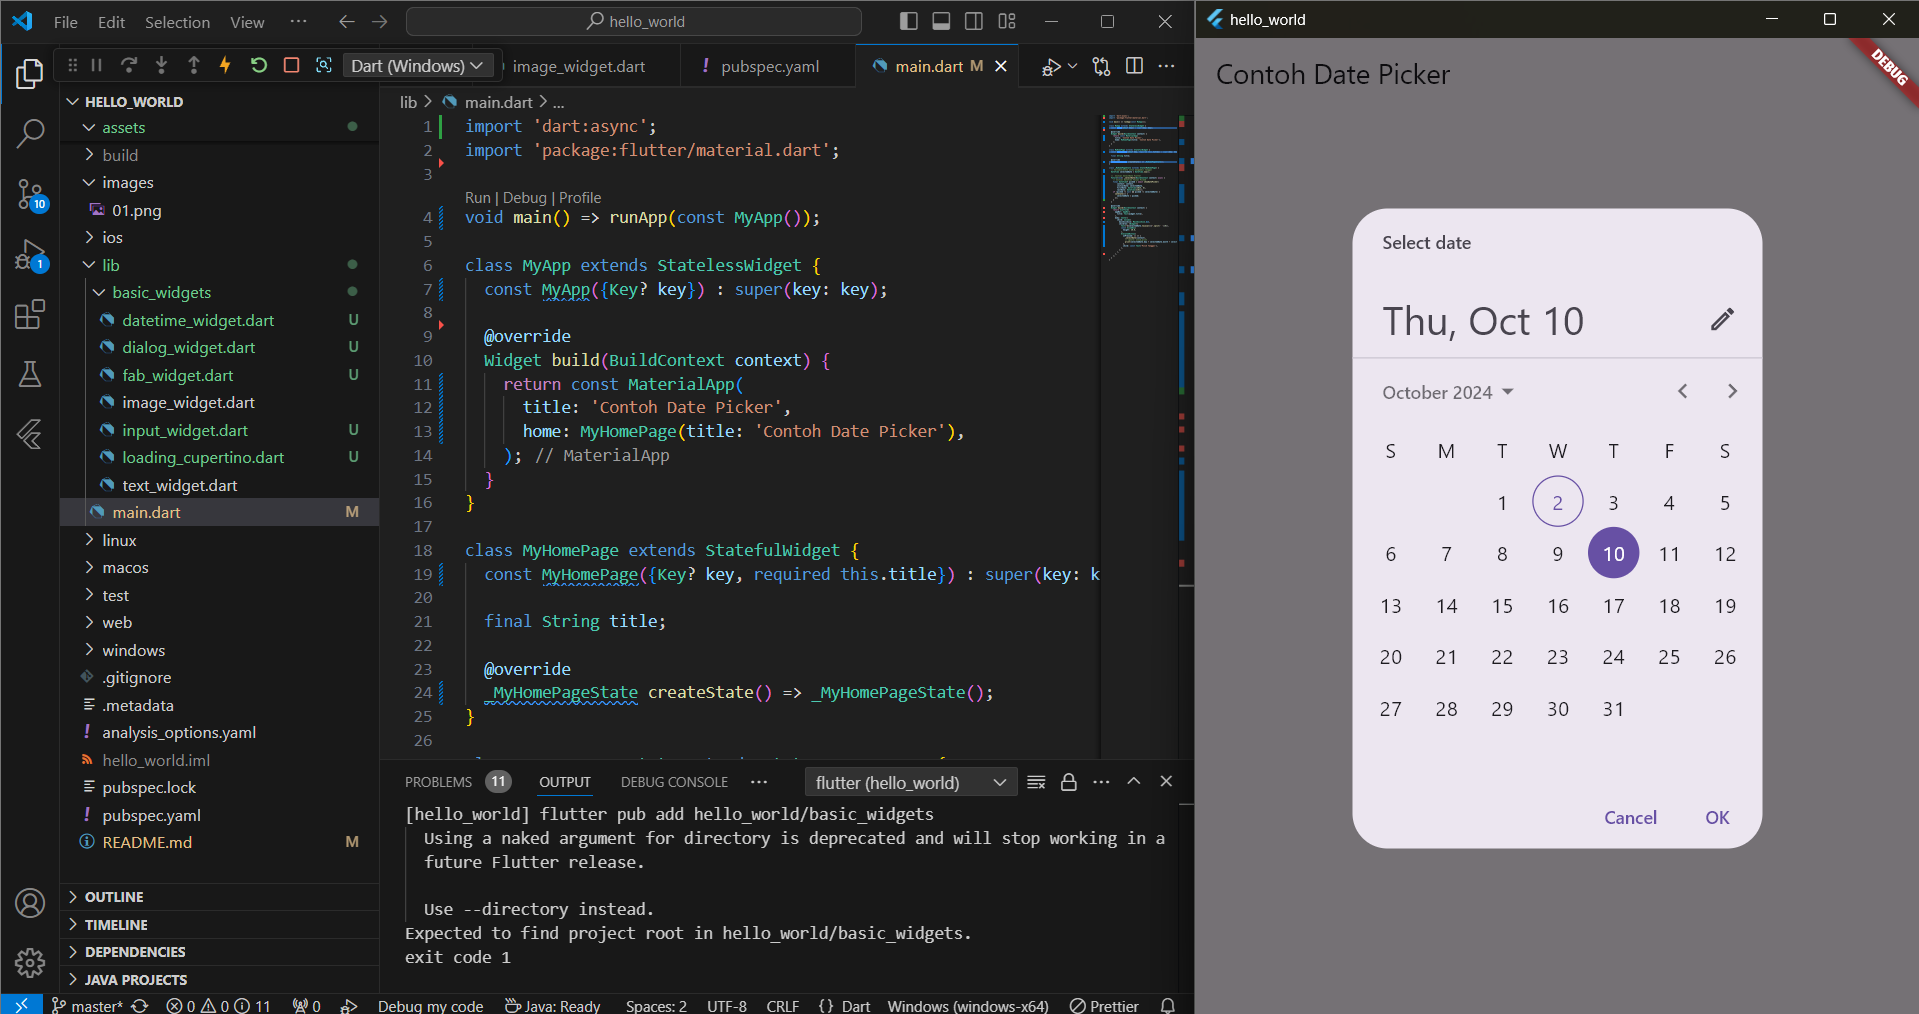 File Edit Selection View ··· hello_world
Dart (Windows) image_widget.dart pubspec.yaml main.dart M
HELLO_WORLD
assets
build
images
01.png
ios
lib
basic_widgets
datetime_widget.dart U
dialog_widget.dart U
fab_widget.dart U
image_widget.dart
input_widget.dart U
loading_cupertino.dart U
text_widget.dart
main.dart M
linux
macos
test
web
windows
.gitignore
.metadata
analysis_options.yaml
hello_world.iml
pubspec.lock
pubspec.yaml
README.md M
OUTLINE
TIMELINE
DEPENDENCIES
JAVA PROJECTS
10
1
lib > main.dart > ...
1 import 'dart:async';
2 import 'package:flutter/material.dart';
3
Run | Debug | Profile
4 void main() => runApp(const MyApp());
5
6 class MyApp extends StatelessWidget {
7 const MyApp({Key? key}) : super(key: key);
8
9 @override
10 Widget build(BuildContext context) {
11 return const MaterialApp(
12 title: 'Contoh Date Picker',
13 home: MyHomePage(title: 'Contoh Date Picker'),
14 ); // MaterialApp
15 }
16 }
17
18 class MyHomePage extends StatefulWidget {
19 const MyHomePage({Key? key, required this.title}) : super(key: k
20
21 final String title;
22
23 @override
24 _MyHomePageState createState() => _MyHomePageState();
25 }
26
PROBLEMS 11 OUTPUT DEBUG CONSOLE ··· flutter (hello_world)
[hello_world] flutter pub add hello_world/basic_widgets
Using a naked argument for directory is deprecated and will stop working in a
future Flutter release.
Use --directory instead.
Expected to find project root in hello_world/basic_widgets.
exit code 1
master* 0 0 11 0 Debug my code Java: Ready Spaces: 2 UTF-8 CRLF {} Dart Windows (windows-x64) Prettier
hello_world
DEBUG
Contoh Date Picker
Select date
Thu, Oct 10
October 2024
S M T W T F S
1 2 3 4 5
6 7 8 9 10 11 12
13 14 15 16 17 18 19
20 21 22 23 24 25 26
27 28 29 30 31
Cancel OK